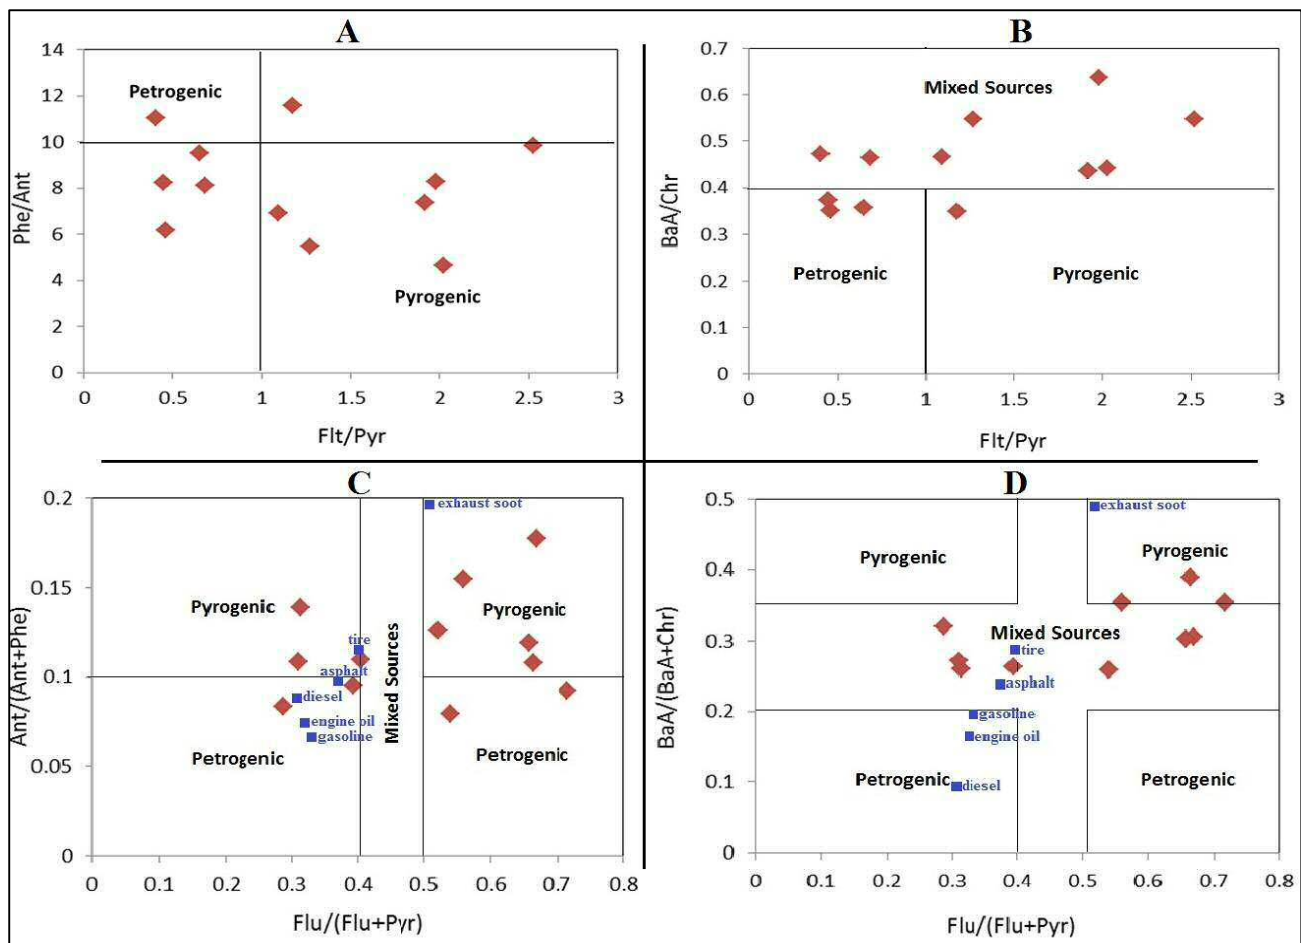 A
14
12
10
8
6
4
2
0
Phe/Ant
Petrogenic
Pyrogenic
0 0.5 1 1.5 2 2.5 3
Flt/Pyr
B
0.7
0.6
0.5
0.4
0.3
0.2
0.1
0
BaA/Chr
Mixed Sources
Petrogenic
Pyrogenic
0 0.5 1 1.5 2 2.5 3
Flt/Pyr
C
0.2
0.15
0.1
0.05
0
Ant/(Ant+Phe)
exhaust soot
Pyrogenic
Pyrogenic
tire
Mixed Sources
asphalt
diesel
engine oil
gasoline
Petrogenic
Petrogenic
0 0.1 0.2 0.3 0.4 0.5 0.6 0.7 0.8
Flu/(Flu+Pyr)
D
0.5
0.4
0.3
0.2
0.1
0
BaA/(BaA+Chr)
exhaust soot
Pyrogenic
Pyrogenic
Mixed Sources
tire
asphalt
gasoline
engine oil
Petrogenic
Petrogenic
diesel
0 0.1 0.2 0.3 0.4 0.5 0.6 0.7 0.8
Flu/(Flu+Pyr)